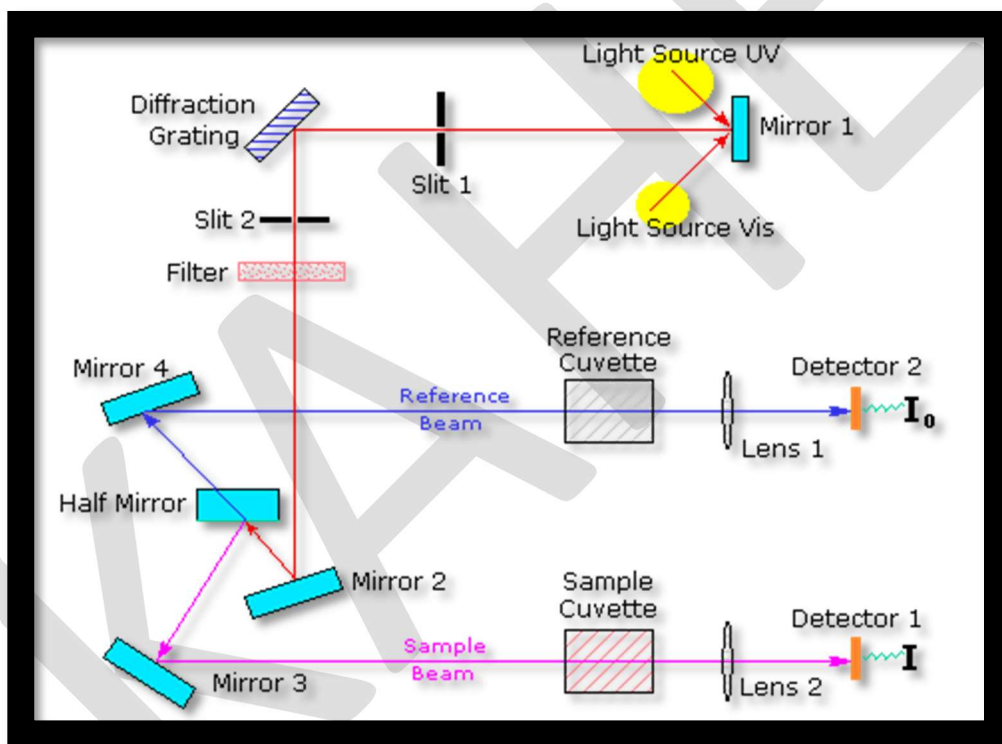 Light Source UV
Diffraction
Grating
Mirror 1
Slit 1
Slit 2
Light Source Vis
Filter
Reference
Cuvette
Mirror 4
Detector 2
Reference
Beam
I₀
Lens 1
Half Mirror
Mirror 2
Sample
Cuvette
Detector 1
Sample
Beam
I
Mirror 3
Lens 2